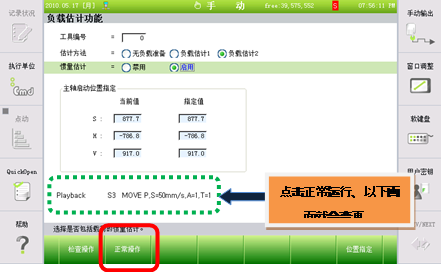 2010.05.17 [月] 手 动 free:39,575,552 S 07:56:11 PM
记录状况
执行单位
Cmd
点动
QuickOpen
帮助
负载估计功能
工具编号 = 0
估计方法 = 无负载准备 负载估计1 负载估计2
惯量估计 = 禁用 启用
主轴启动位置指定
当前值 指定值
S : 877.7 877.7
H : -786.8 -786.8
V : 917.0 917.0
Playback S3 MOVE P,S=50mm/s,A=1,T=1
点击正常运行、以下画
选择是否包括载
惯量估计。
检查操作 正常操作 位置指定
手动输出
窗口调整
软键盘
用户密钥